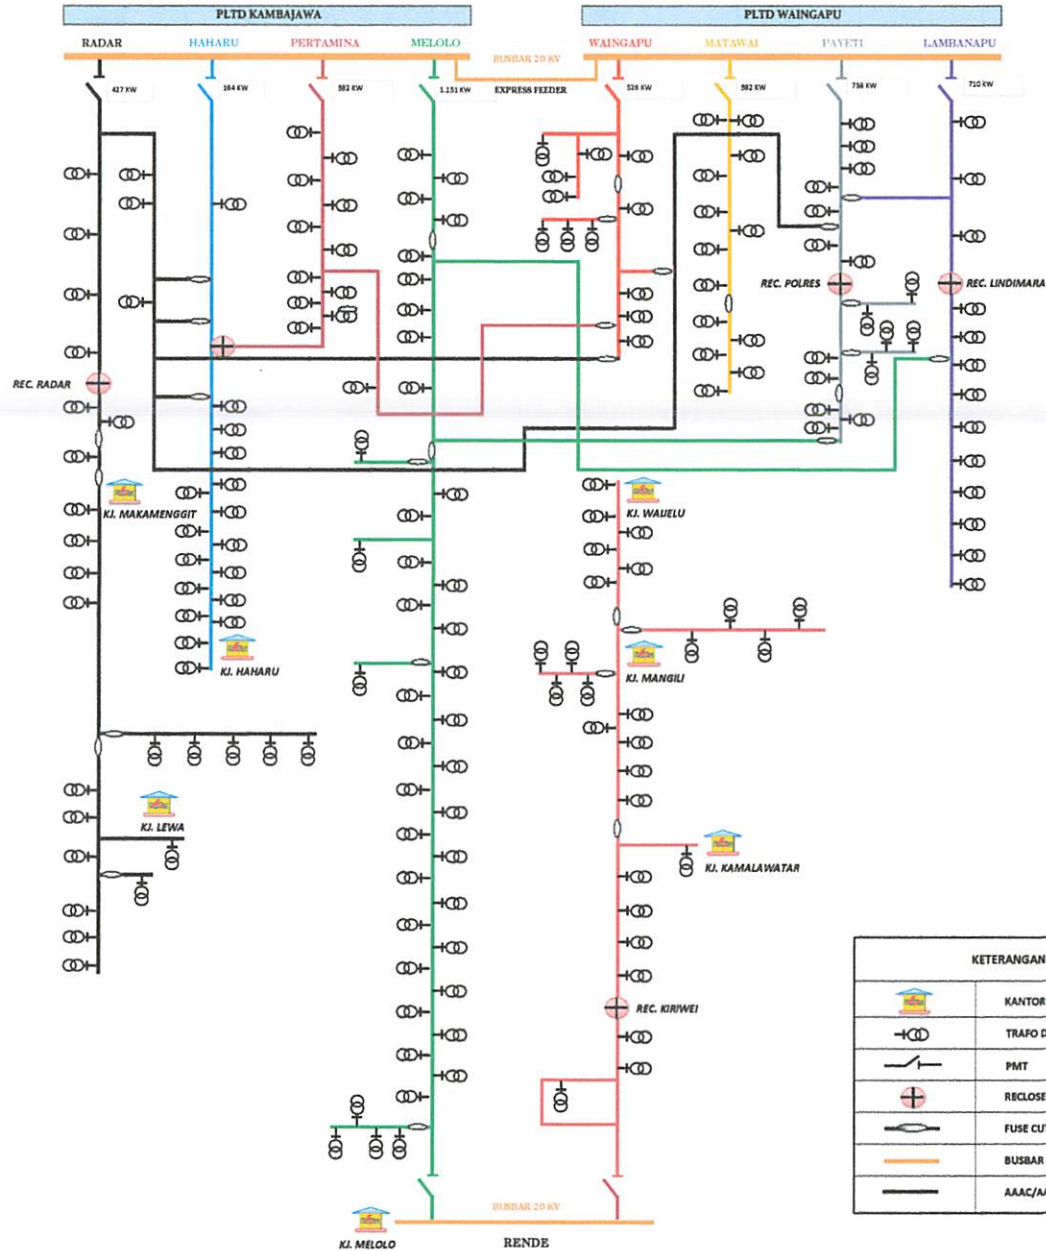 PLTD KAMBAJAWA
PLTD WAINGAPU
RADAR
HAHARU
PERTAMINA
MELOLO
WAINGAPU
MATAWAI
PAYETI
LAMBANAPU
BUSBAR 20 KV
427 KW
164 KW
582 KW
1.151 KW
EXPRESS FEEDER
526 KW
592 KW
756 KW
710 KW
REC. POLRES
REC. LINDIMARA
REC. RADAR
KJ. MAKAMENGGIT
KJ. WAIJELU
KJ. HAHARU
KJ. MANGILI
KJ. LEWA
KJ. KAMALAWATAR
REC. KIRIWEI
KETERANGAN
KANTOR
TRAFO D
PMT
RECLOSE
FUSE CUT
BUSBAR
AAAC/AA
BUSBAR 20 KV
KJ. MELOLO
RENDE